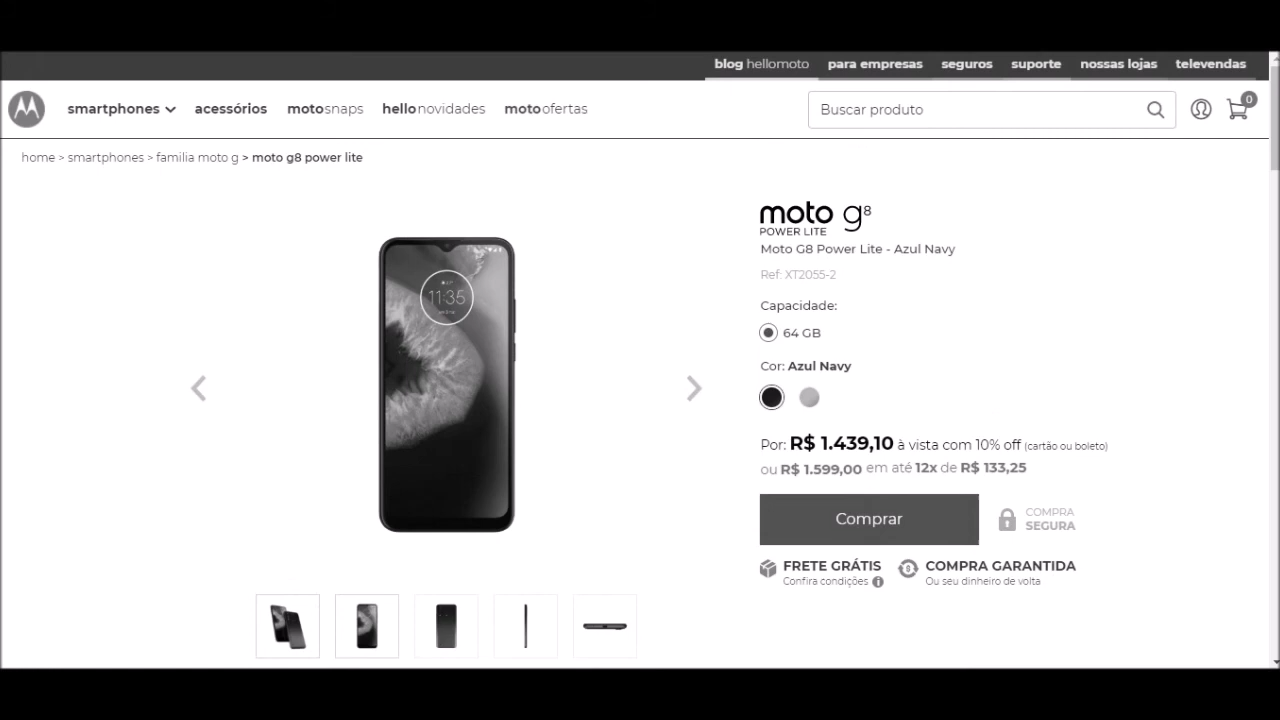 blog hellomoto para empresas seguros suporte nossas lojas televendas
smartphones acessórios motosnaps hellonovidades motoofertas Buscar produto 0
home > smartphones > familia moto g > moto g8 power lite
moto g8
POWER LITE
Moto G8 Power Lite - Azul Navy
Ref: XT2055-2
Capacidade:
64 GB
Cor: Azul Navy
Por: R$ 1.439,10 à vista com 10% off (cartão ou boleto)
ou R$ 1.599,00 em até 12x de R$ 133,25
Comprar
COMPRA
SEGURA
FRETE GRÁTIS
Confira condições
COMPRA GARANTIDA
Ou seu dinheiro de volta
11:35